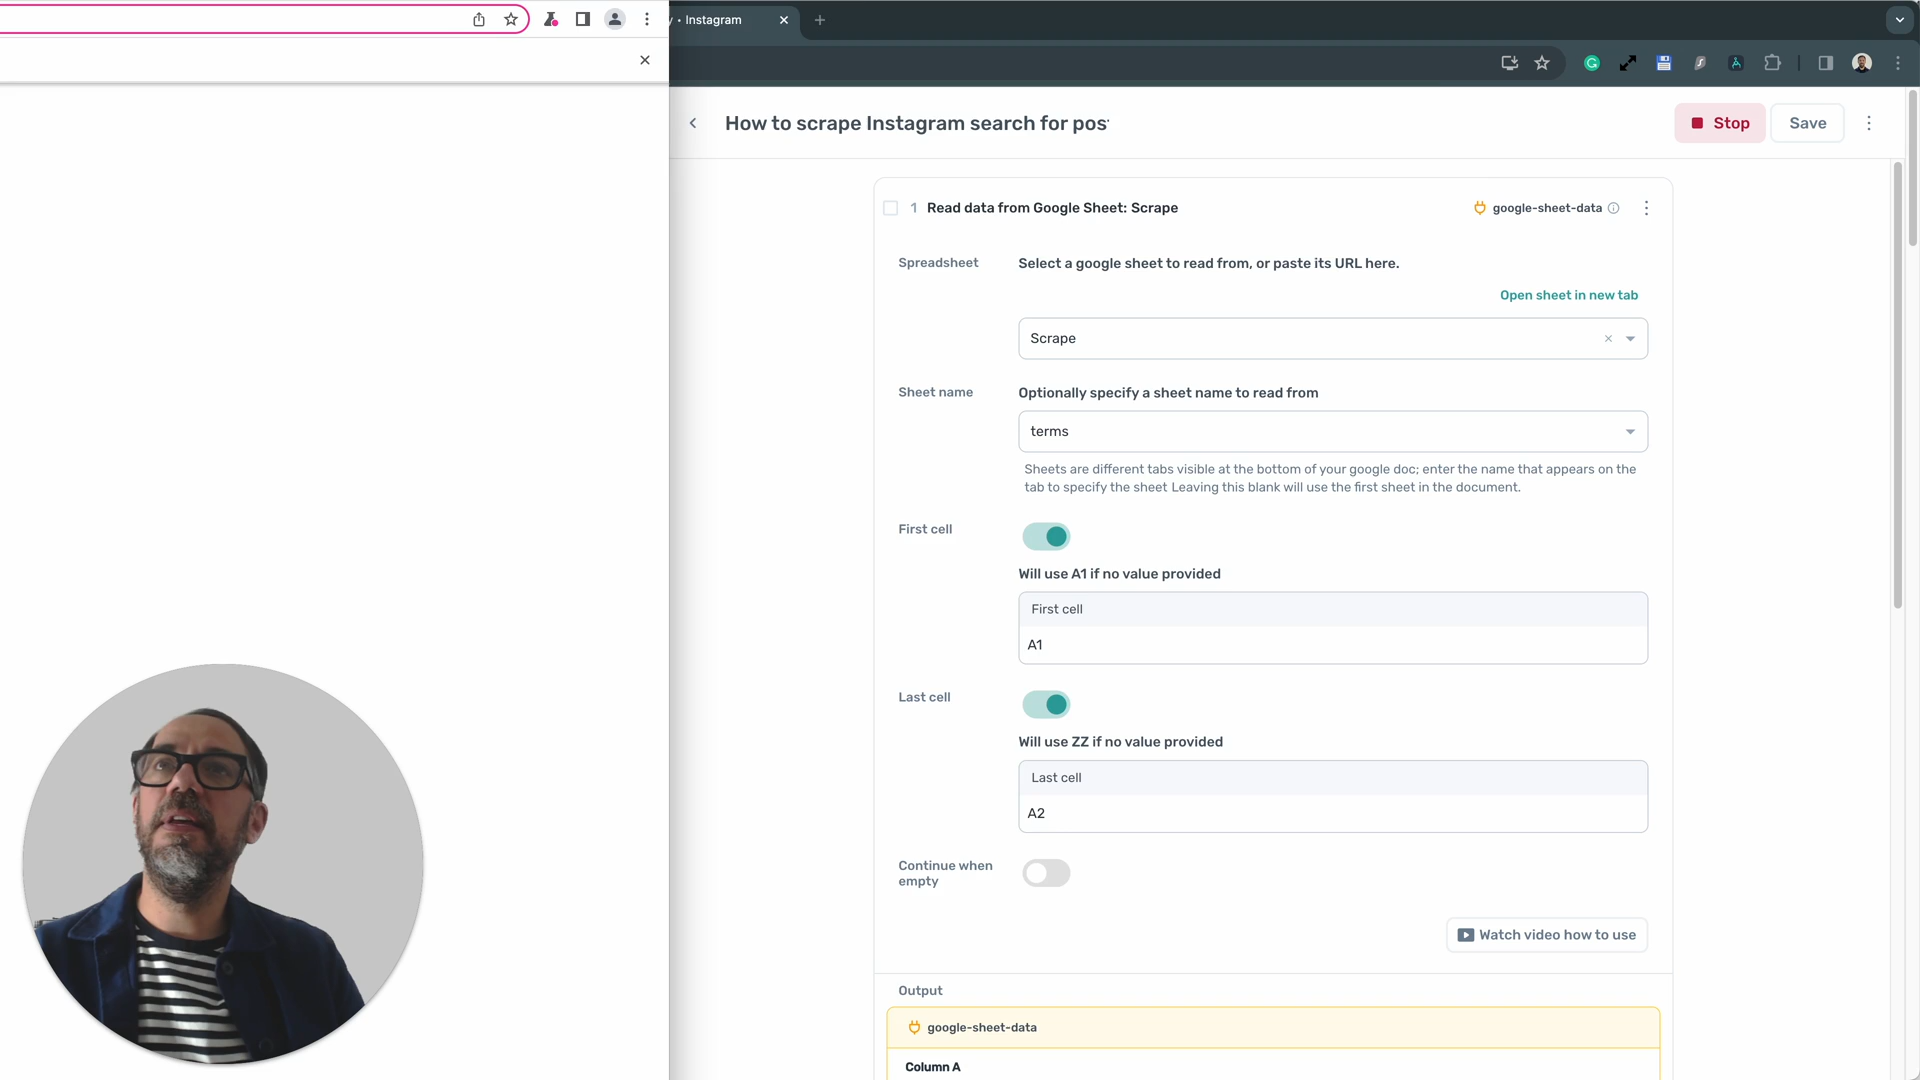 • Instagram
How to scrape Instagram search for pos
Stop
Save
1 Read data from Google Sheet: Scrape
google-sheet-data
Spreadsheet
Select a google sheet to read from, or paste its URL here.
Open sheet in new tab
Scrape
Sheet name
Optionally specify a sheet name to read from
terms
Sheets are different tabs visible at the bottom of your google doc; enter the name that appears on the
tab to specify the sheet Leaving this blank will use the first sheet in the document.
First cell
Will use A1 if no value provided
First cell
A1
Last cell
Will use ZZ if no value provided
Last cell
A2
Continue when
empty
Watch video how to use
Output
google-sheet-data
Column A